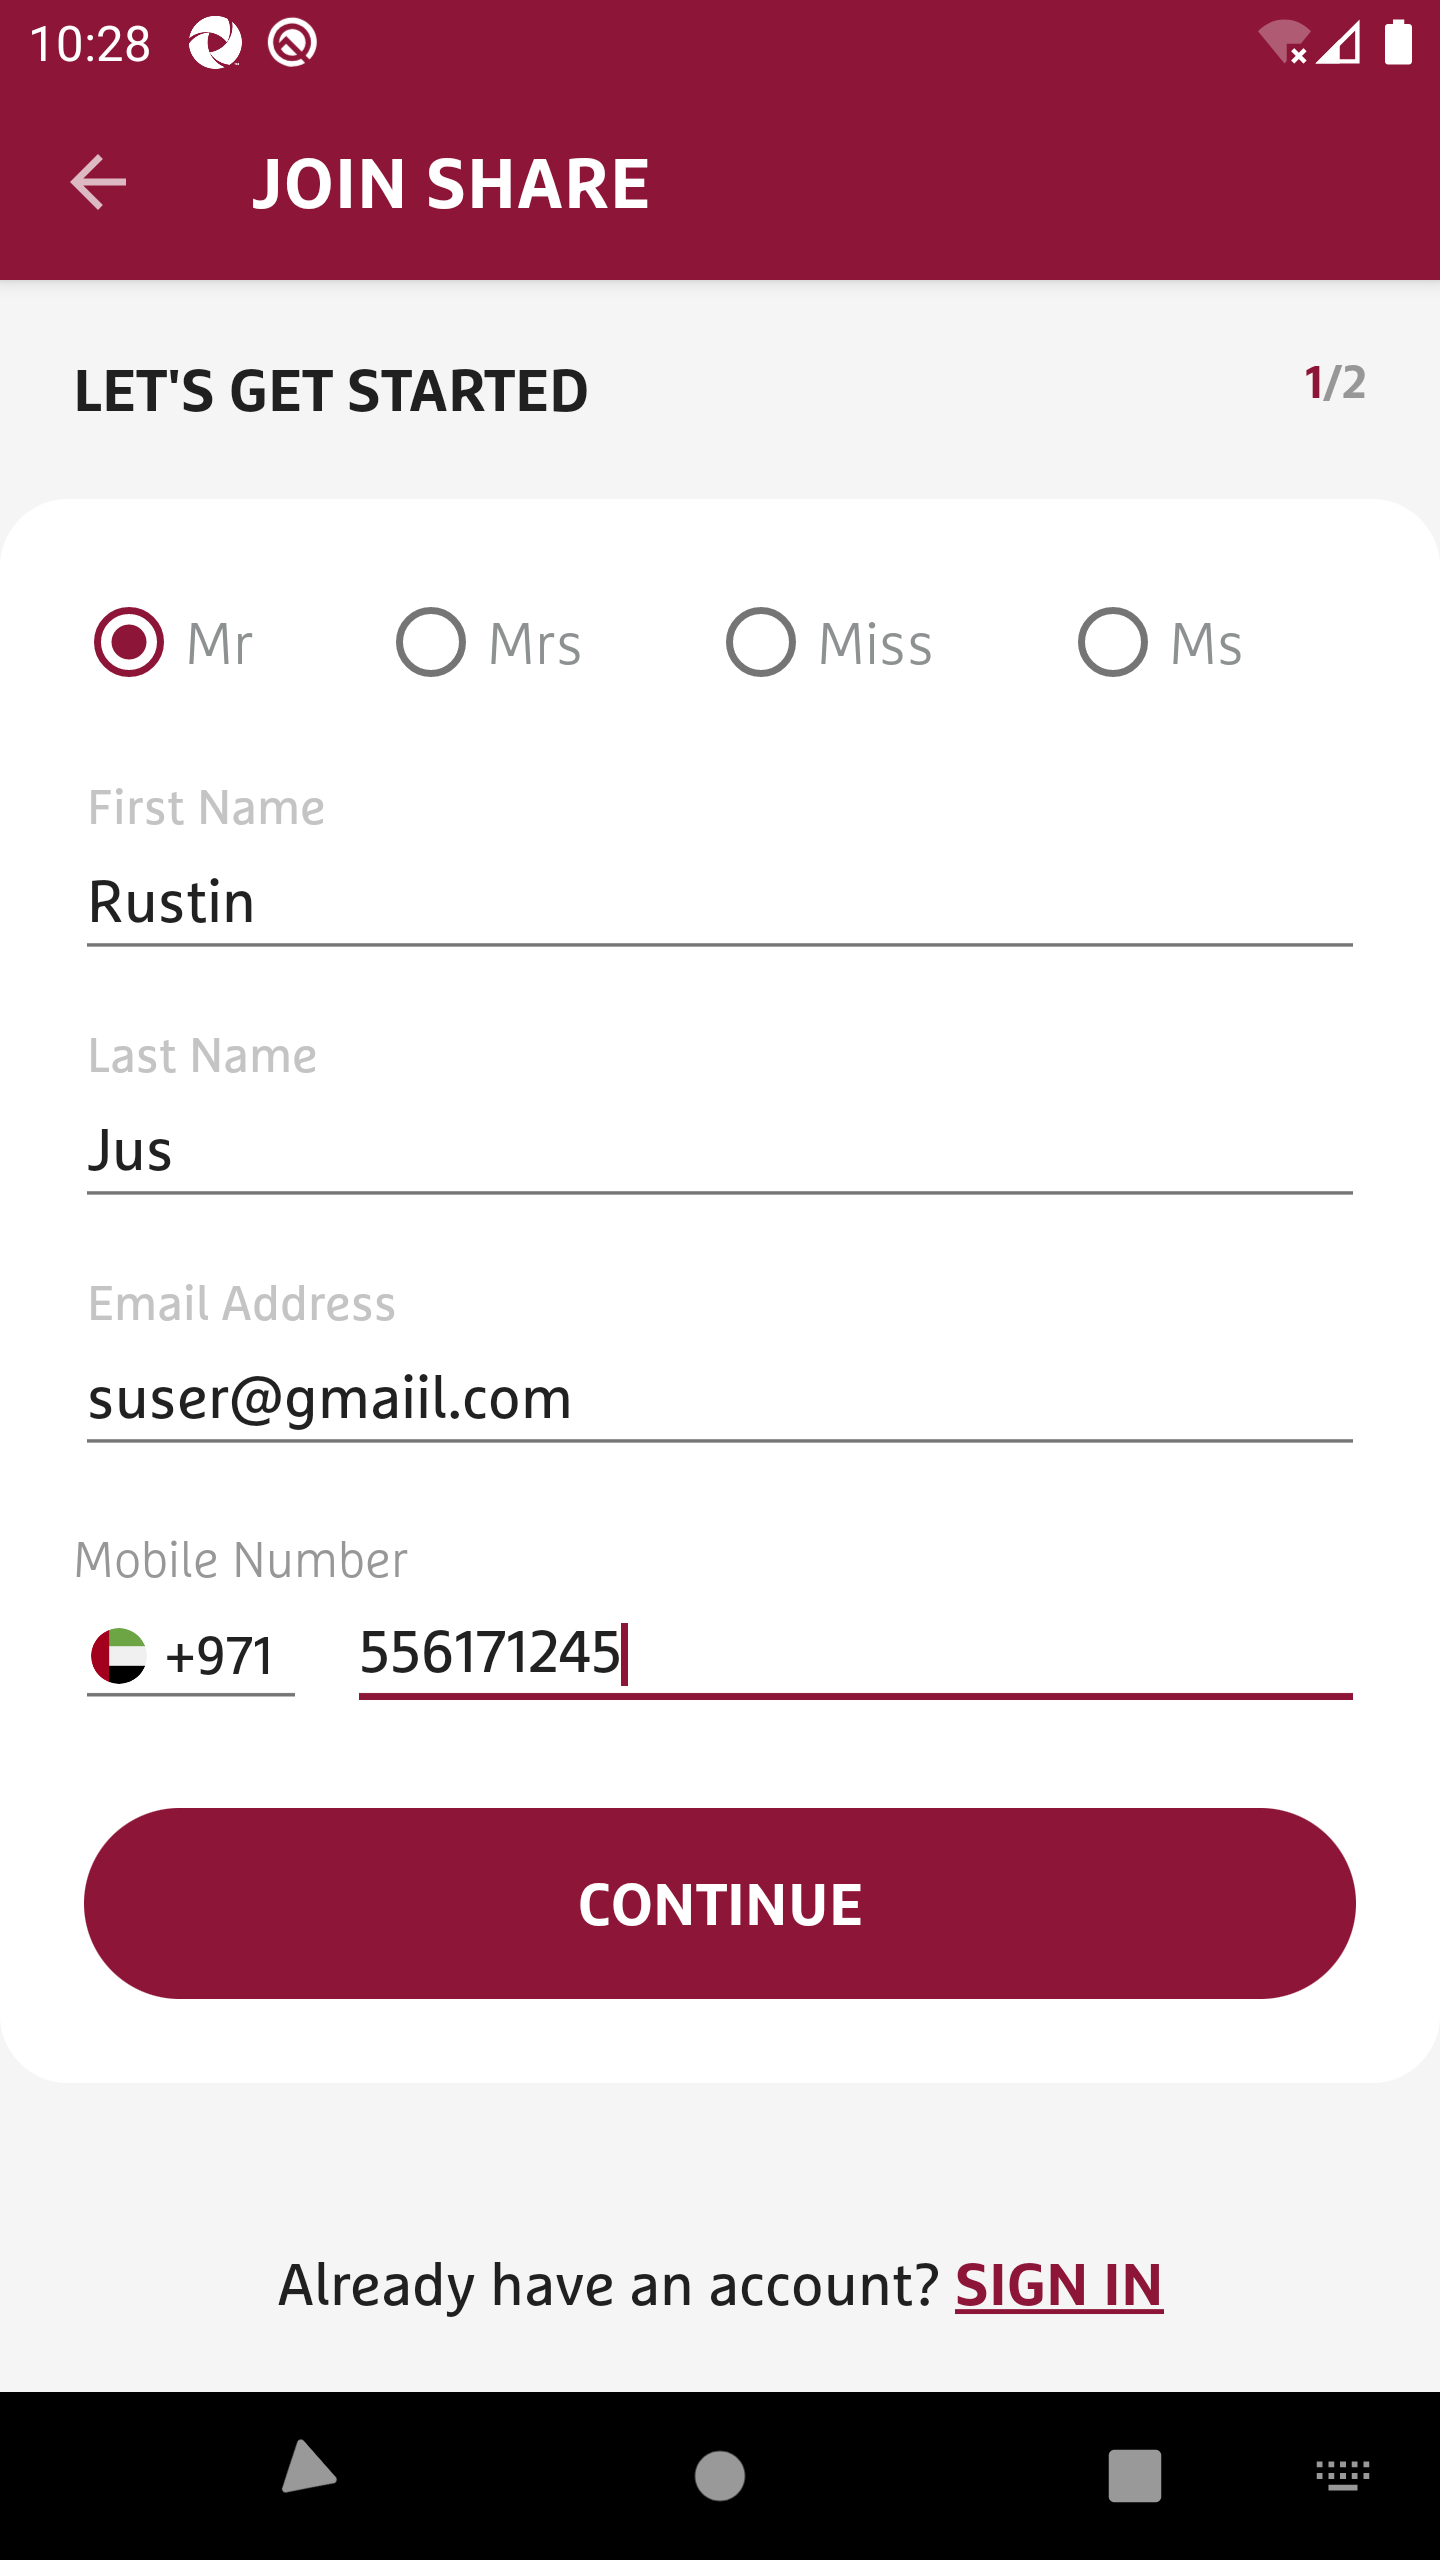 10:28
JOIN SHARE
LET'S GET STARTED
1/2
Mr Mrs Miss Ms
First Name
Rustin
Last Name
Jus
Email Address
suser@gmaiil.com
Mobile Number
+971 556171245
CONTINUE
Already have an account? SIGN IN